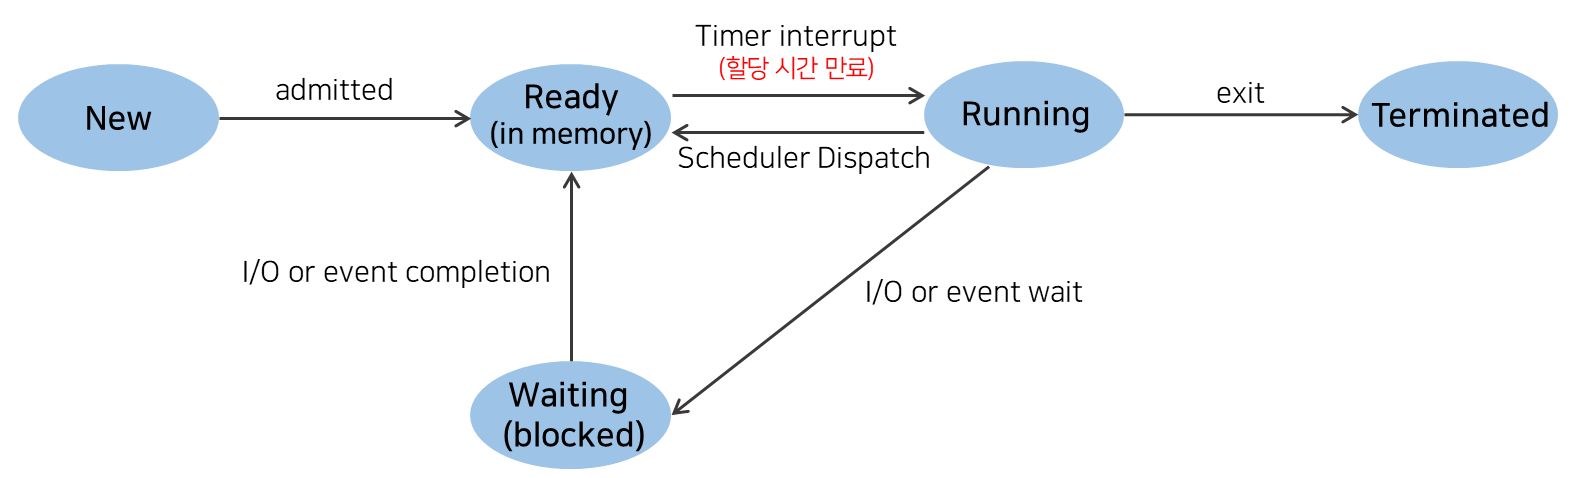 New
admitted
Ready
(in memory)
Timer interrupt
(할당 시간 만료)
Scheduler Dispatch
Running
exit
Terminated
I/O or event completion
I/O or event wait
Waiting
(blocked)